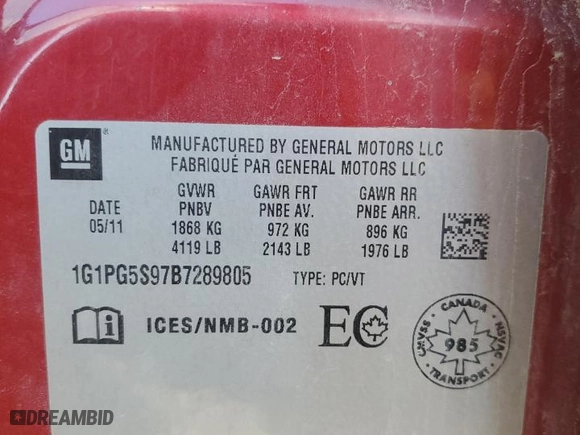 GM
MANUFACTURED BY GENERAL MOTORS LLC
FABRIQUÉ PAR GENERAL MOTORS LLC
GVWR GAWR FRT GAWR RR
DATE PNBV PNBE AV. PNBE ARR.
05/11 1868 KG 972 KG 896 KG
4119 LB 2143 LB 1976 LB
1G1PG5S97B7289805 TYPE: PC/VT
i ICES/NMB-002 EC
CANADA
CMVSS 985 NSVAC
TRANSPORT
DREAMBID